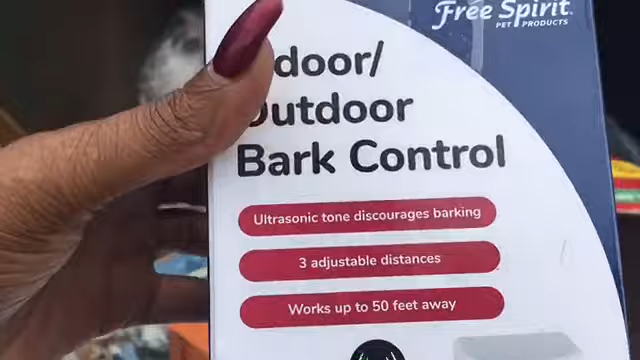 Free Spirit
PET PRODUCTS
door/
utdoor
Bark Control
Ultrasonic tone discourages barking
3 adjustable distances
Works up to 50 feet away